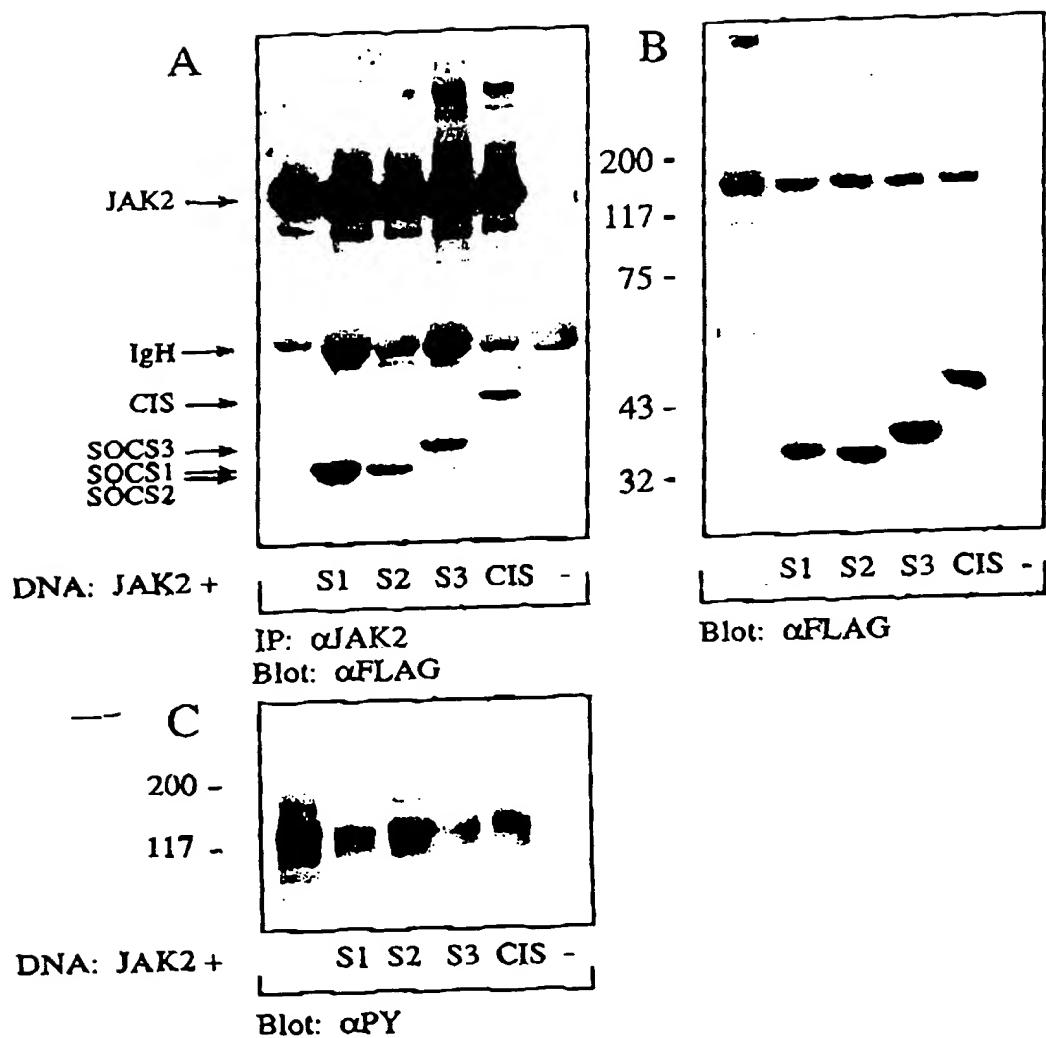 A
JAK2
IgH
CIS
SOCS3
SOCS1
SOCS2
DNA: JAK2 + S1 S2 S3 CIS -
IP: αJAK2
Blot: αFLAG
B
200 -
117 -
75 -
43 -
32 -
S1 S2 S3 CIS -
Blot: αFLAG
C
200 -
117 -
DNA: JAK2 + S1 S2 S3 CIS -
Blot: αPY